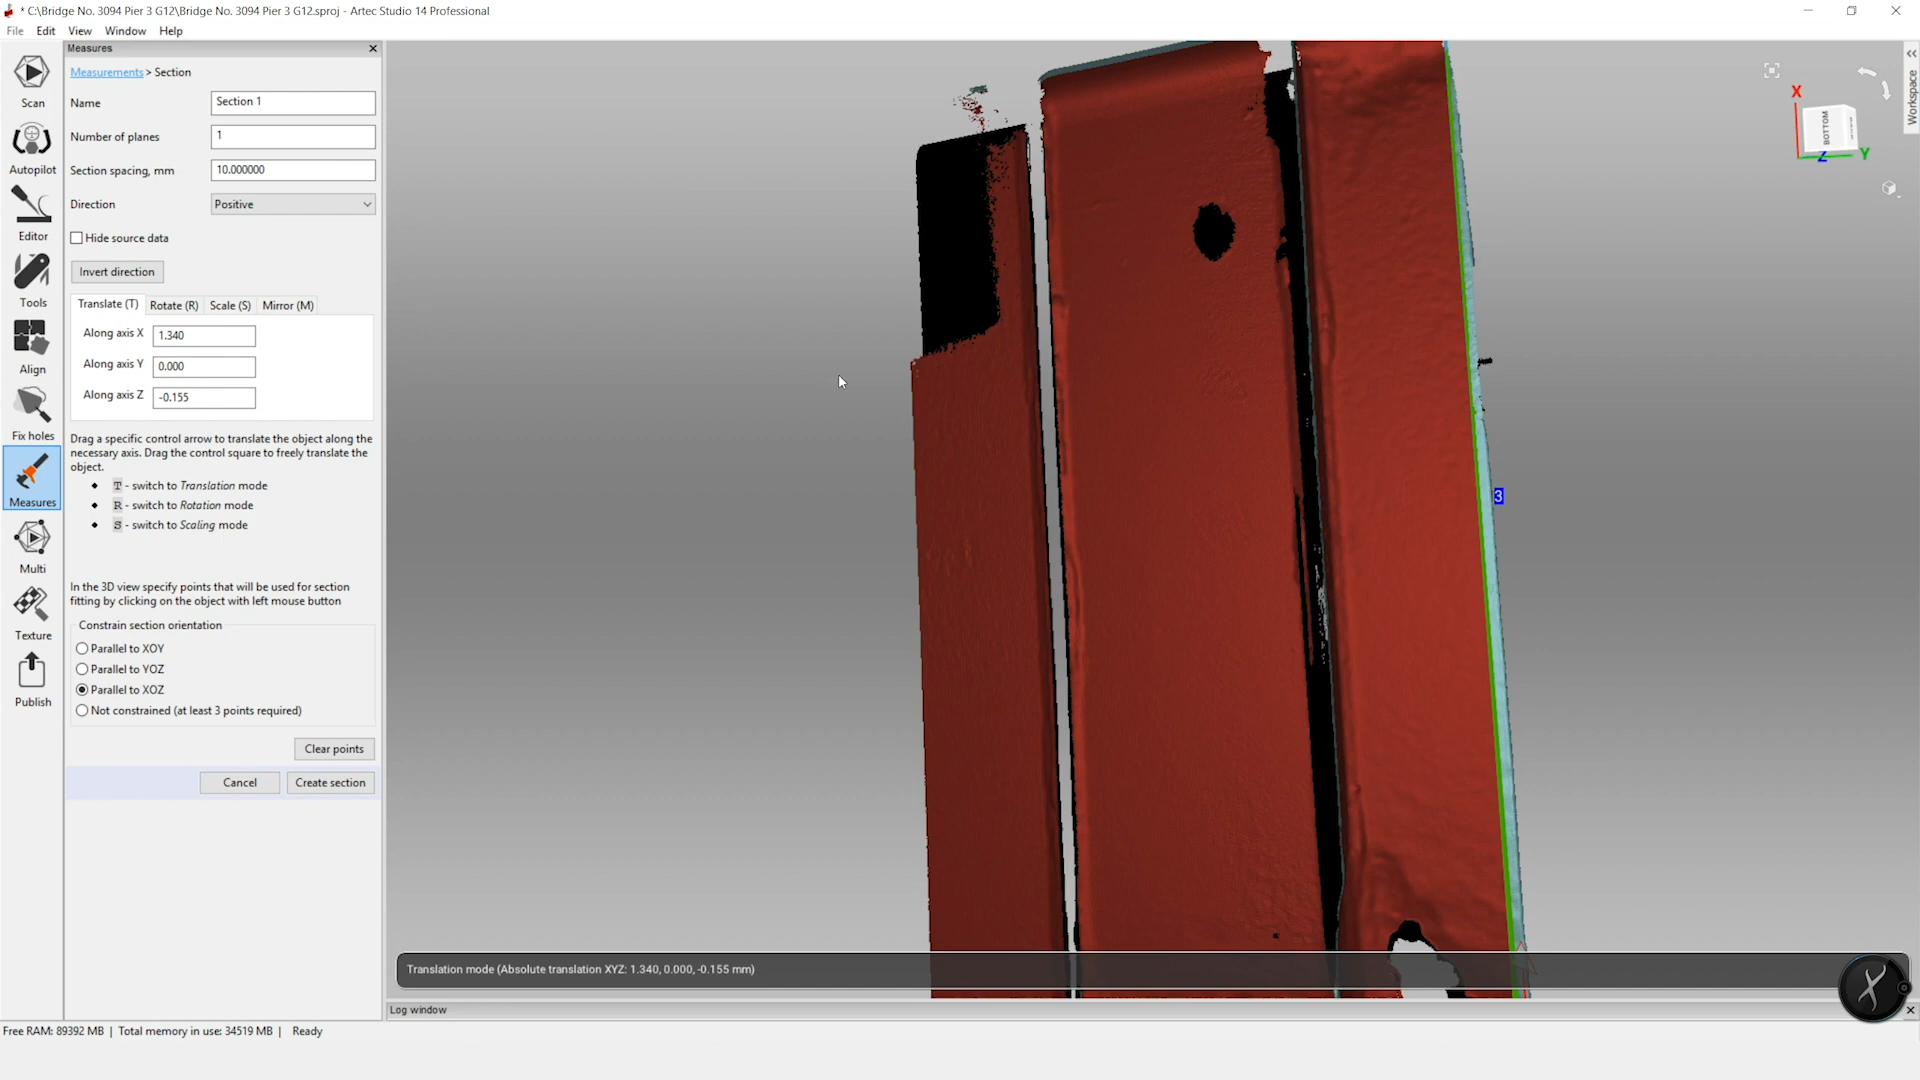 * C:\Bridge No. 3094 Pier 3 G12\Bridge No. 3094 Pier 3 G12.sproj - Artec Studio 14 Professional
File Edit View Window Help
Measures
Measurements > Section
Name Section 1
Number of planes 1
Section spacing, mm 10.000000
Direction Positive
Hide source data
Invert direction
Translate (T) Rotate (R) Scale (S) Mirror (M)
Along axis X 1.340
Along axis Y 0.000
Along axis Z -0.155
Drag a specific control arrow to translate the object along the
necessary axis. Drag the control square to freely translate the
object.
T - switch to Translation mode
R - switch to Rotation mode
S - switch to Scaling mode
In the 3D view specify points that will be used for section
fitting by clicking on the object with left mouse button
Constrain section orientation
Parallel to XOY
Parallel to YOZ
Parallel to XOZ
Not constrained (at least 3 points required)
Clear points
Cancel Create section
Scan
Autopilot
Editor
Tools
Align
Fix holes
Measures
Multi
Texture
Publish
X
BOTTOM
Z
Y
Workspace
3
Translation mode (Absolute translation XYZ: 1.340, 0.000, -0.155 mm)
Log window
Free RAM: 89392 MB | Total memory in use: 34519 MB | Ready